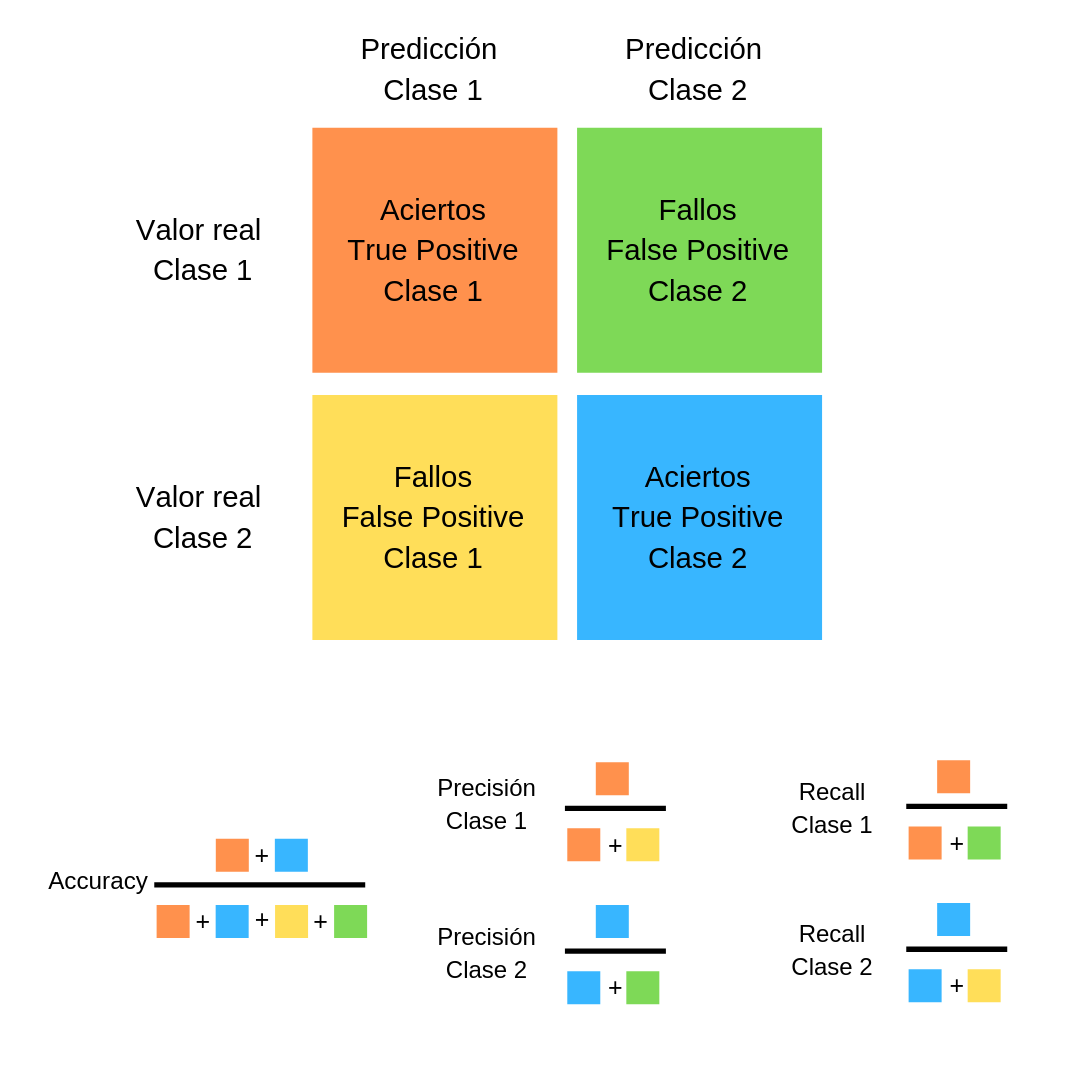 Predicción
Clase 1
Predicción
Clase 2
Valor real
Clase 1
Aciertos
True Positive
Clase 1
Fallos
False Positive
Clase 2
Valor real
Clase 2
Fallos
False Positive
Clase 1
Aciertos
True Positive
Clase 2
Accuracy
+
+ + +
Precisión
Clase 1
+
Precisión
Clase 2
+
Recall
Clase 1
+
Recall
Clase 2
+